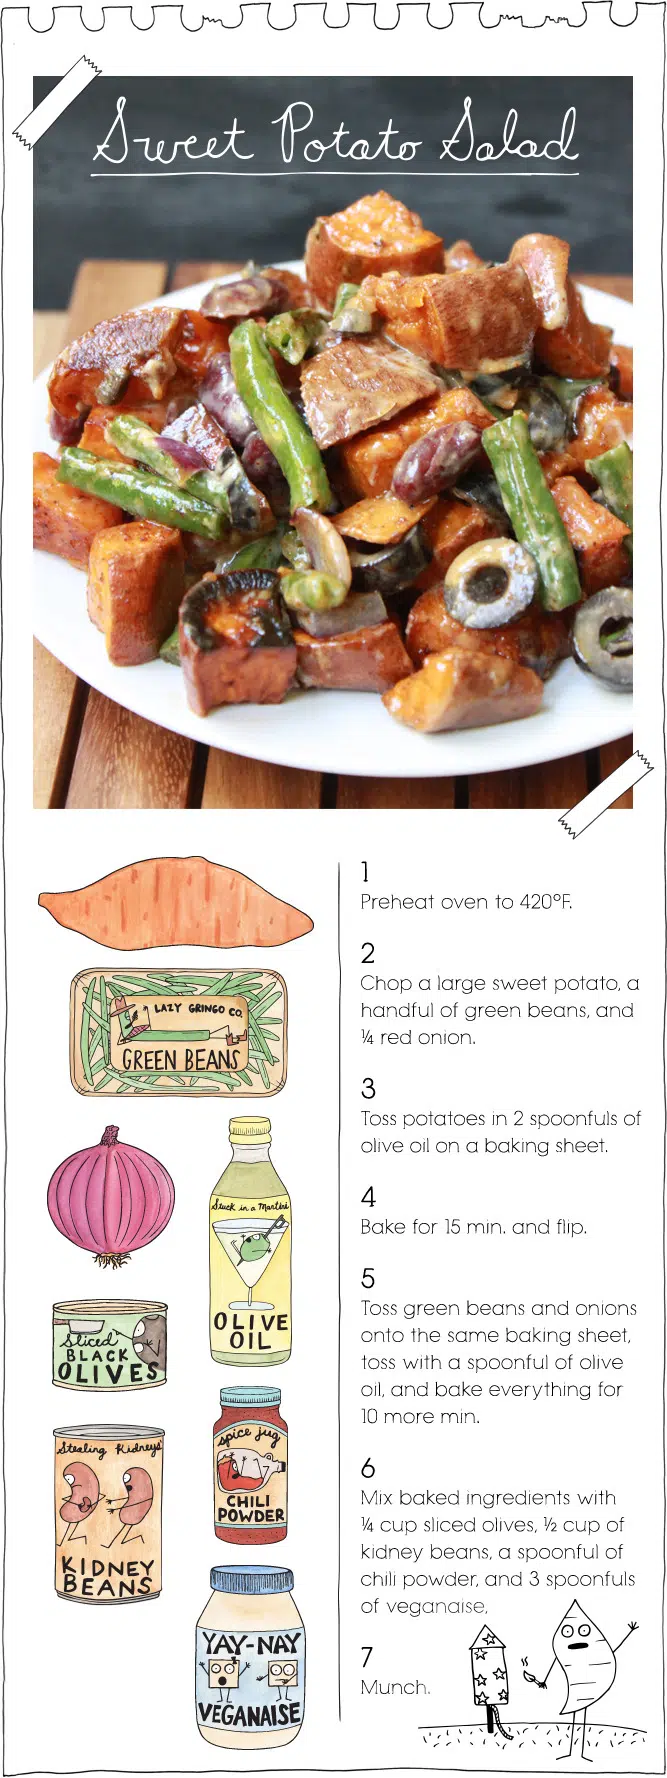 Sweet Potato Salad
LAZY GRINGO CO.
GREEN BEANS
Stuck in a Martini
OLIVE
OIL
Sliced
BLACK
OLIVES
spice jug
CHILI
POWDER
Stealing Kidneys'
KIDNEY
BEANS
YAY-NAY
VEGANAISE
1
Preheat oven to 420°F.
2
Chop a large sweet potato, a
handful of green beans, and
¼ red onion.
3
Toss potatoes in 2 spoonfuls of
olive oil on a baking sheet.
4
Bake for 15 min. and flip.
5
Toss green beans and onions
onto the same baking sheet,
toss with a spoonful of olive
oil, and bake everything for
10 more min.
6
Mix baked ingredients with
¼ cup sliced olives, ½ cup of
kidney beans, a spoonful of
chili powder, and 3 spoonfuls
of veganaise,
7
Munch.